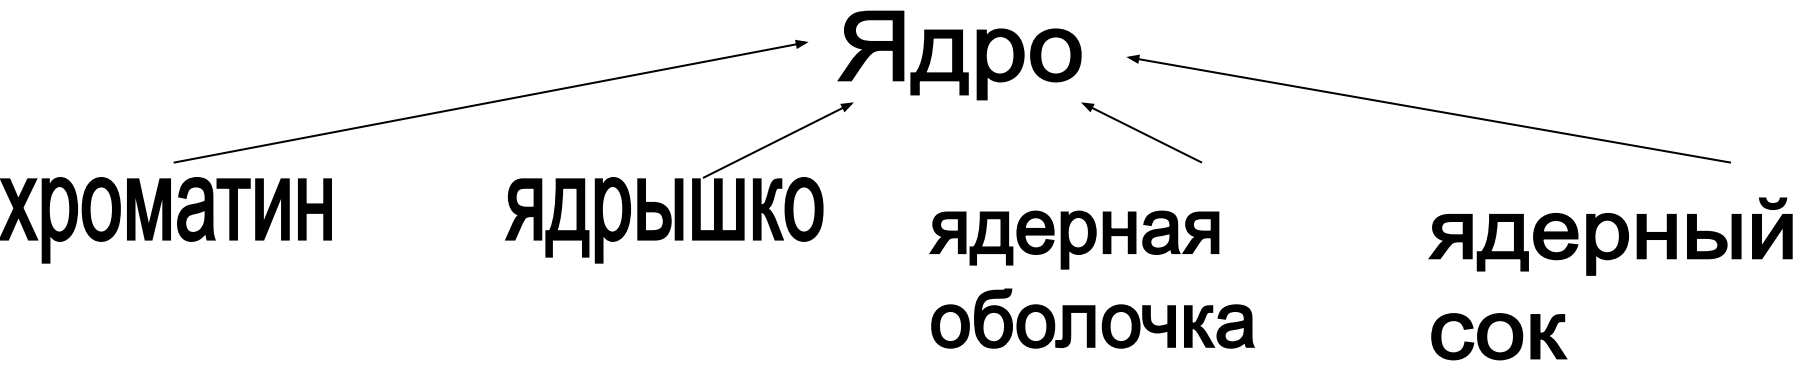 Ядро
хроматин
ядрышко
ядерная
оболочка
ядерный
сок